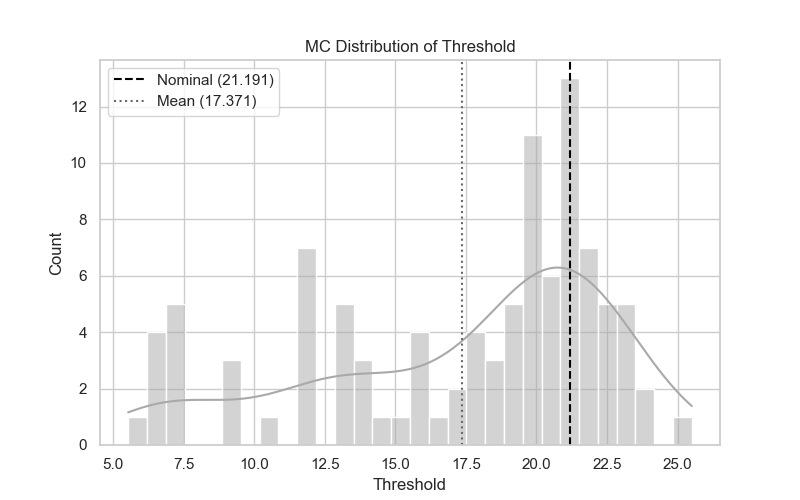 MC Distribution of Threshold
Nominal (21.191)
Mean (17.371)
Count
12
10
8
6
4
2
0
5.0 7.5 10.0 12.5 15.0 17.5 20.0 22.5 25.0
Threshold